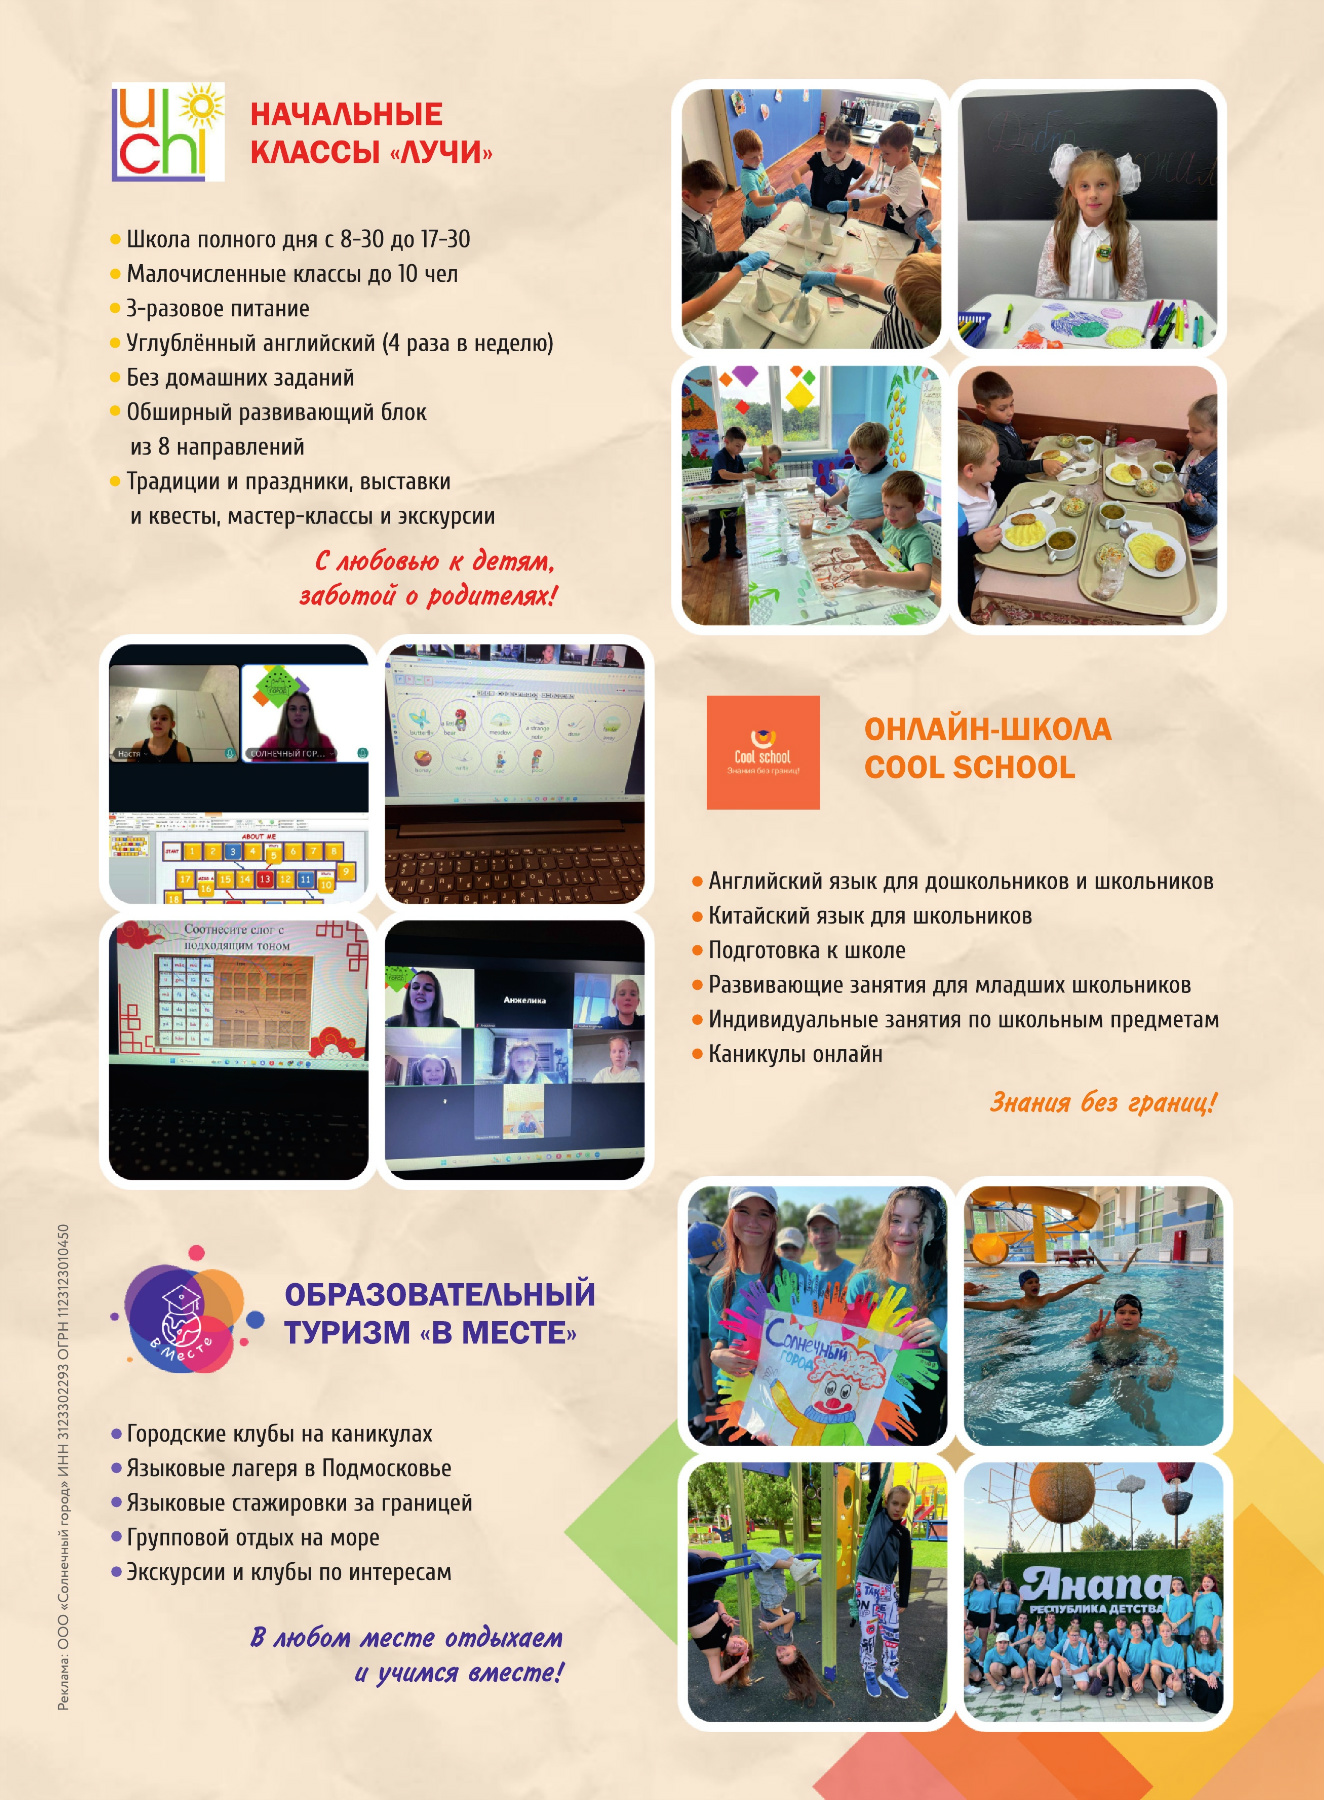 uchi
НАЧАЛЬНЫЕ
КЛАССЫ «ЛУЧИ»
Школа полного дня с 8-30 до 17-30
Малочисленные классы до 10 чел
3-разовое питание
Углублённый английский (4 раза в неделю)
Без домашних заданий
Обширный развивающий блок
из 8 направлений
Традиции и праздники, выставки
и квесты, мастер-классы и экскурсии
С любовью к детям,
заботой о родителях!
Настя
СОЛНЕЧНЫЙ ГОР...
ABOUT ME
START 1 2 3 4 5 6 7 8
17 15 14 13 12 11 10 9
18 16
butterfly
bear
meadow
a strange
honey
Соотнесите слог с
подходящим тоном
Анжелика
Cool school
Знания без границ!
ОНЛАЙН-ШКОЛА
COOL SCHOOL
Английский язык для дошкольников и школьников
Китайский язык для школьников
Подготовка к школе
Развивающие занятия для младших школьников
Индивидуальные занятия по школьным предметам
Каникулы онлайн
Знания без границ!
вМесте
ОБРАЗОВАТЕЛЬНЫЙ
ТУРИЗМ «В МЕСТЕ»
Городские клубы на каникулах
Языковые лагеря в Подмосковье
Языковые стажировки за границей
Групповой отдых на море
Экскурсии и клубы по интересам
В любом месте отдыхаем
и учимся вместе!
Солнечный
город
Анапа
РЕСПУБЛИКА ДЕТСТВА
Реклама: ООО «Солнечный город» ИНН 3123302293 ОГРН 1123123010450